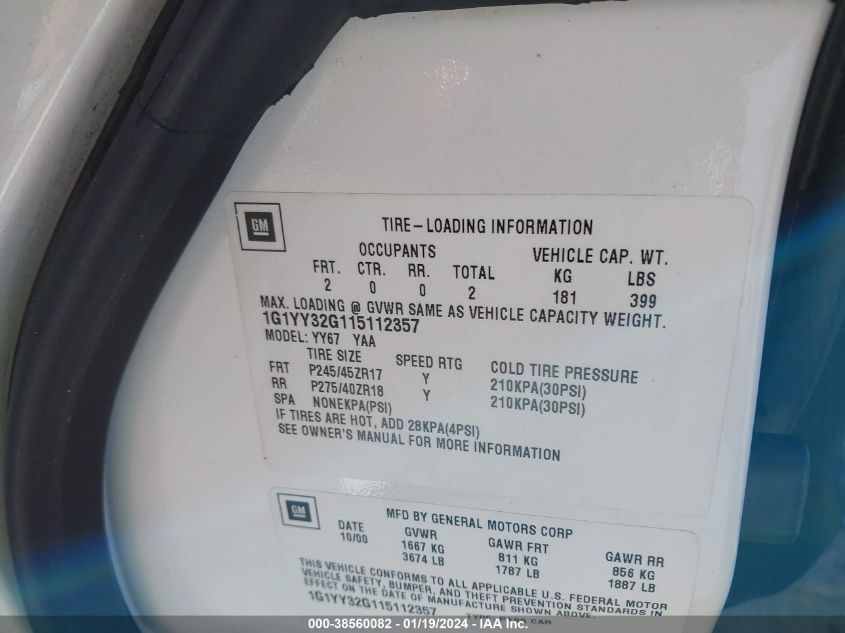 GM
TIRE-LOADING INFORMATION
OCCUPANTS VEHICLE CAP. WT.
FRT. CTR. RR. TOTAL KG LBS
2 0 0 2 181 399
MAX. LOADING @ GVWR SAME AS VEHICLE CAPACITY WEIGHT.
1G1YY32G115112357
MODEL: YY67 YAA
TIRE SIZE SPEED RTG COLD TIRE PRESSURE
FRT P245/45ZR17 Y 210KPA(30PSI)
RR P275/40ZR18 Y 210KPA(30PSI)
SPA NONEKPA(PSI)
IF TIRES ARE HOT, ADD 28KPA(4PSI)
SEE OWNER'S MANUAL FOR MORE INFORMATION
GM
MFD BY GENERAL MOTORS CORP
DATE GVWR GAWR FRT GAWR RR
10/00 1667 KG 811 KG 856 KG
3674 LB 1787 LB 1887 LB
THIS VEHICLE CONFORMS TO ALL APPLICABLE U.S. FEDERAL MOTOR
VEHICLE SAFETY, BUMPER, AND THEFT PREVENTION STANDARDS IN
EFFECT ON THE DATE OF MANUFACTURE SHOWN ABOVE.
1G1YY32G115112357
CAR
000-38560082 - 01/19/2024 - IAA Inc.